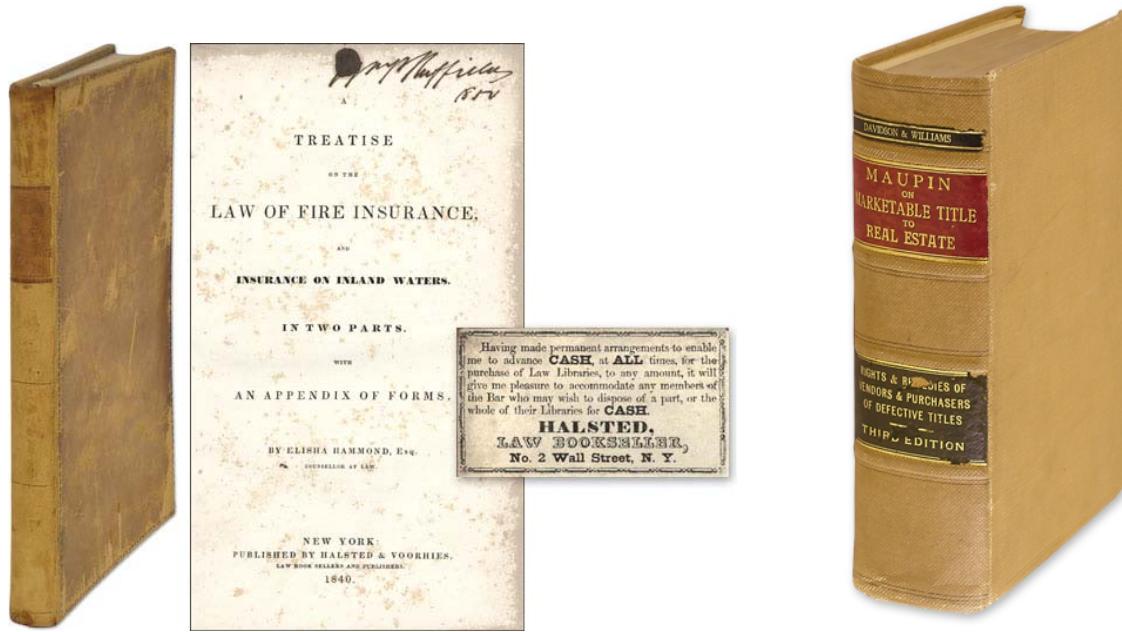 1852
A
TREATISE
ON THE
LAW OF FIRE INSURANCE,
AND
INSURANCE ON INLAND WATERS.
IN TWO PARTS.
WITH
AN APPENDIX OF FORMS.
BY ELISHA HAMMOND, Esq.
COUNSELLOR AT LAW.
NEW YORK:
PUBLISHED BY HALSTED & VOORHIES,
LAW BOOK SELLERS AND PUBLISHERS.
1840.
Having made permanent arrangements to enable
me to advance CASH, at ALL times, for the
purchase of Law Libraries, to any amount, it will
give me pleasure to accommodate any members of
the Bar who may wish to dispose of a part, or the
whole of their Libraries for CASH.
HALSTED,
LAW BOOKSELLER,
No. 2 Wall Street, N. Y.
DAVIDSON & WILLIAMS
MAUPIN
ON
MARKETABLE TITLE
TO
REAL ESTATE
RIGHTS & REMEDIES OF
VENDORS & PURCHASERS
OF DEFECTIVE TITLES
THIRD EDITION